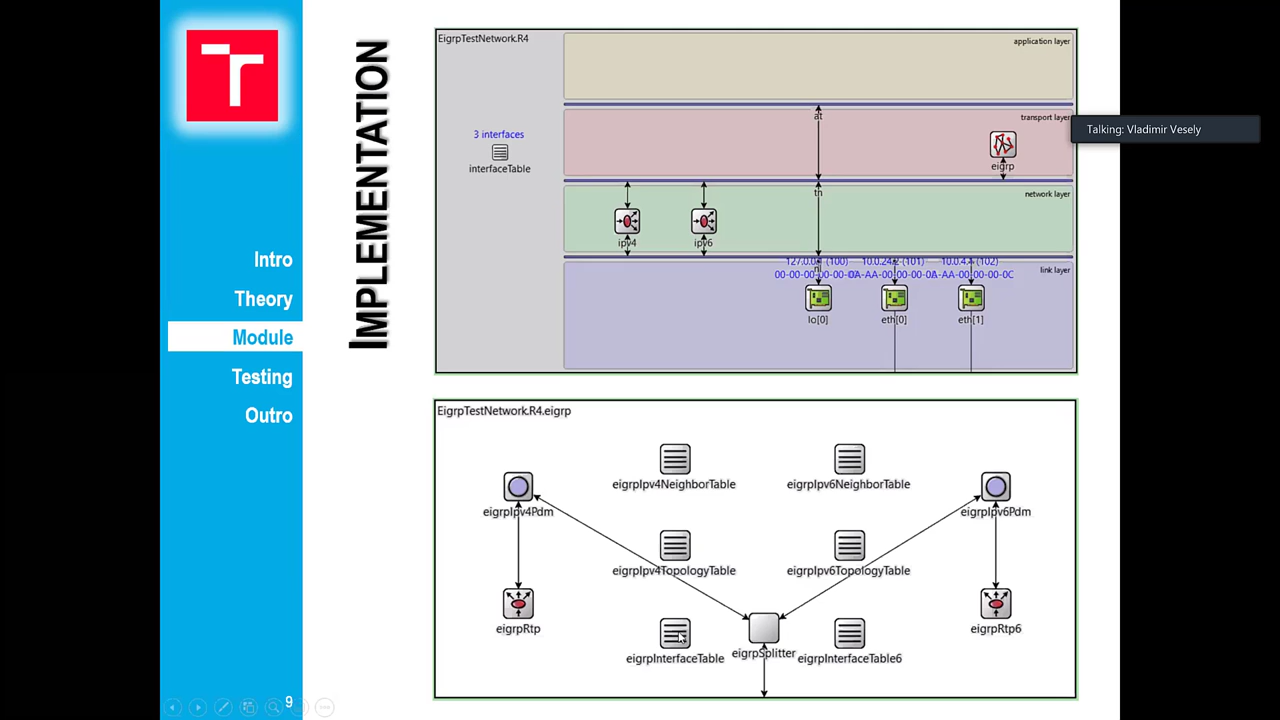 T
IMPLEMENTATION
Intro
Theory
Module
Testing
Outro
9
EigrpTestNetwork.R4
application layer
at
transport layer
3 interfaces
interfaceTable
eigrp
tn
network layer
ipv4
ipv6
link layer
lo[0]
eth[0]
eth[1]
Talking: Vladimir Vesely
EigrpTestNetwork.R4.eigrp
eigrpIpv4NeighborTable
eigrpIpv6NeighborTable
eigrpIpv4Pdm
eigrpIpv6Pdm
eigrpIpv4TopologyTable
eigrpIpv6TopologyTable
eigrpRtp
eigrpRtp6
eigrpInterfaceTable
eigrpSplitter
eigrpInterfaceTable6